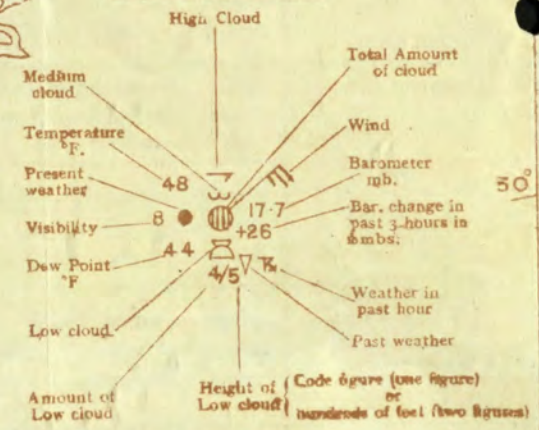 High Cloud
Total Amount
of cloud
Medium
cloud
Wind
Temperature
°F.
Barometer
mb.
Present
weather
48
50°
8
17·7
Bar. change in
past 3 hours in
mbs.
Visibility
+26
Dew Point
°F
44
4/5
Weather in
past hour
Low cloud
Past weather
Amount of
Low cloud
Height of
Low cloud
Code figure (one figure)
or
hundreds of feet (two figures)